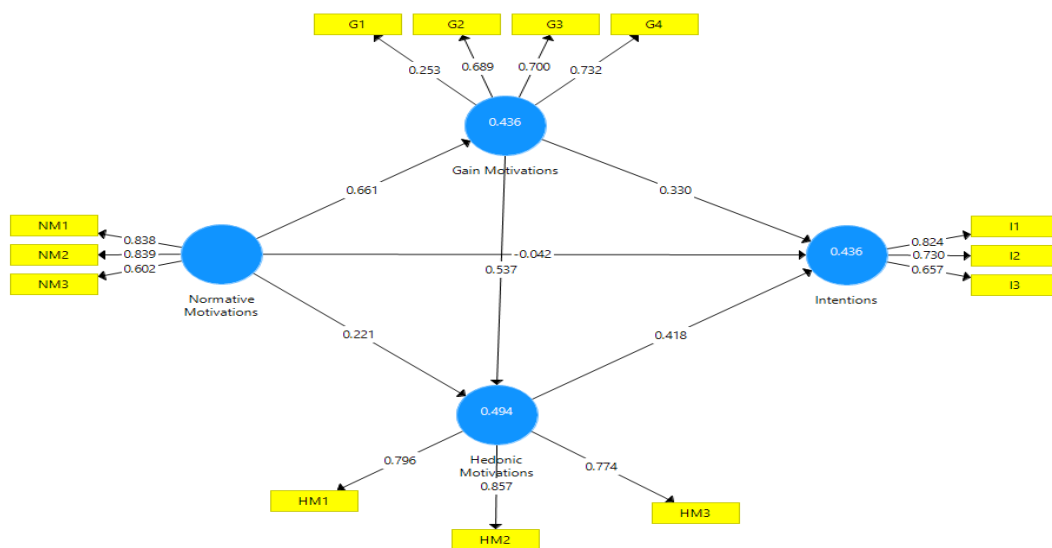 G1 G2 G3 G4
0.253 0.689 0.700 0.732
0.436
Gain Motivations
0.661 0.330
NM1
NM2
NM3
0.838
0.839
0.602
Normative
Motivations
-0.042
0.537
0.436
Intentions
0.824
0.730
0.657
I1
I2
I3
0.221 0.418
0.494
Hedonic
Motivations
0.796 0.857 0.774
HM1 HM2 HM3